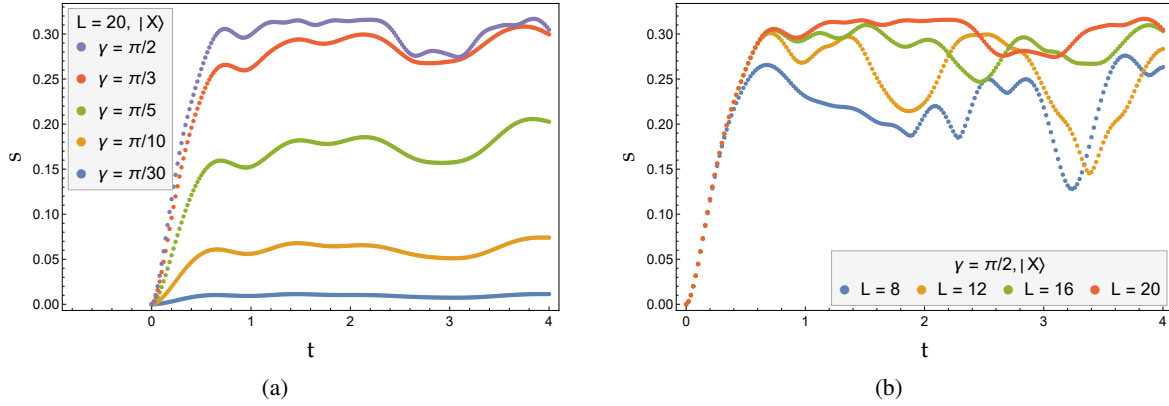 L = 20, |X⟩
γ = π/2
γ = π/3
γ = π/5
γ = π/10
γ = π/30
0.30
0.25
0.20
0.15
0.10
0.05
0.00
s
0 1 2 3 4
t
(a)
0.30
0.25
0.20
0.15
0.10
0.05
0.00
s
γ = π/2, |X⟩
L = 8 L = 12 L = 16 L = 20
0 1 2 3 4
t
(b)